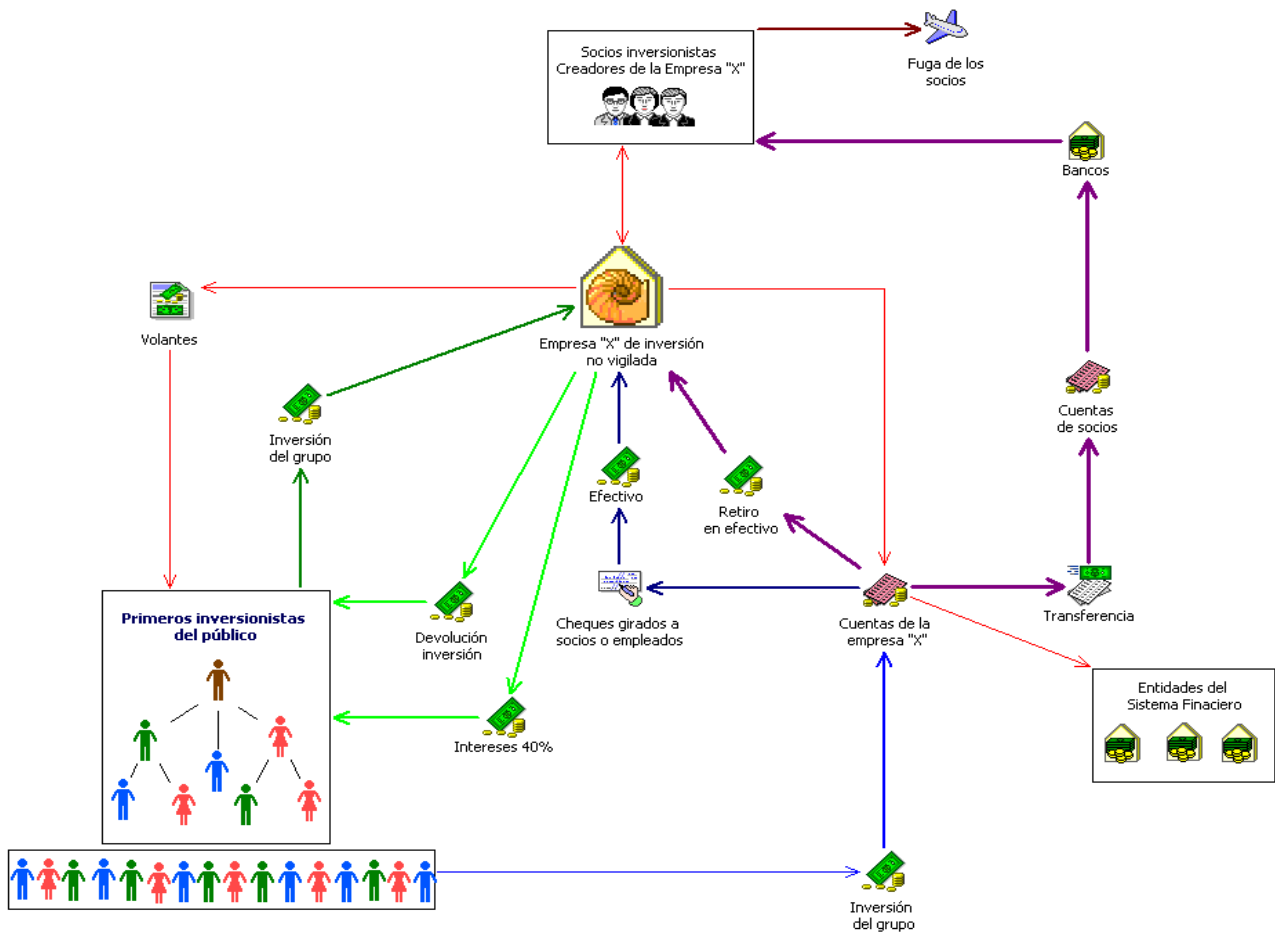 Socios inversionistas
Creadores de la Empresa "X"
Fuga de los
socios
Bancos
Volantes
Empresa "X" de inversión
no vigilada
Cuentas
de socios
Inversión
del grupo
Efectivo
Retiro
en efectivo
Primeros inversionistas
del público
Devolución
inversión
Cheques girados a
socios o empleados
Cuentas de la
empresa "X"
Transferencia
Entidades del
Sistema Finaciero
Intereses 40%
Inversión
del grupo